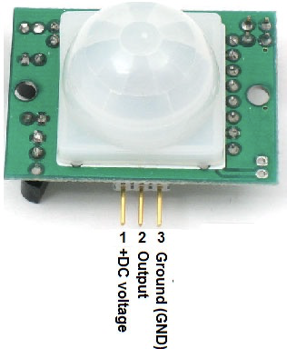 1 +DC voltage
2 Output
3 Ground (GND)